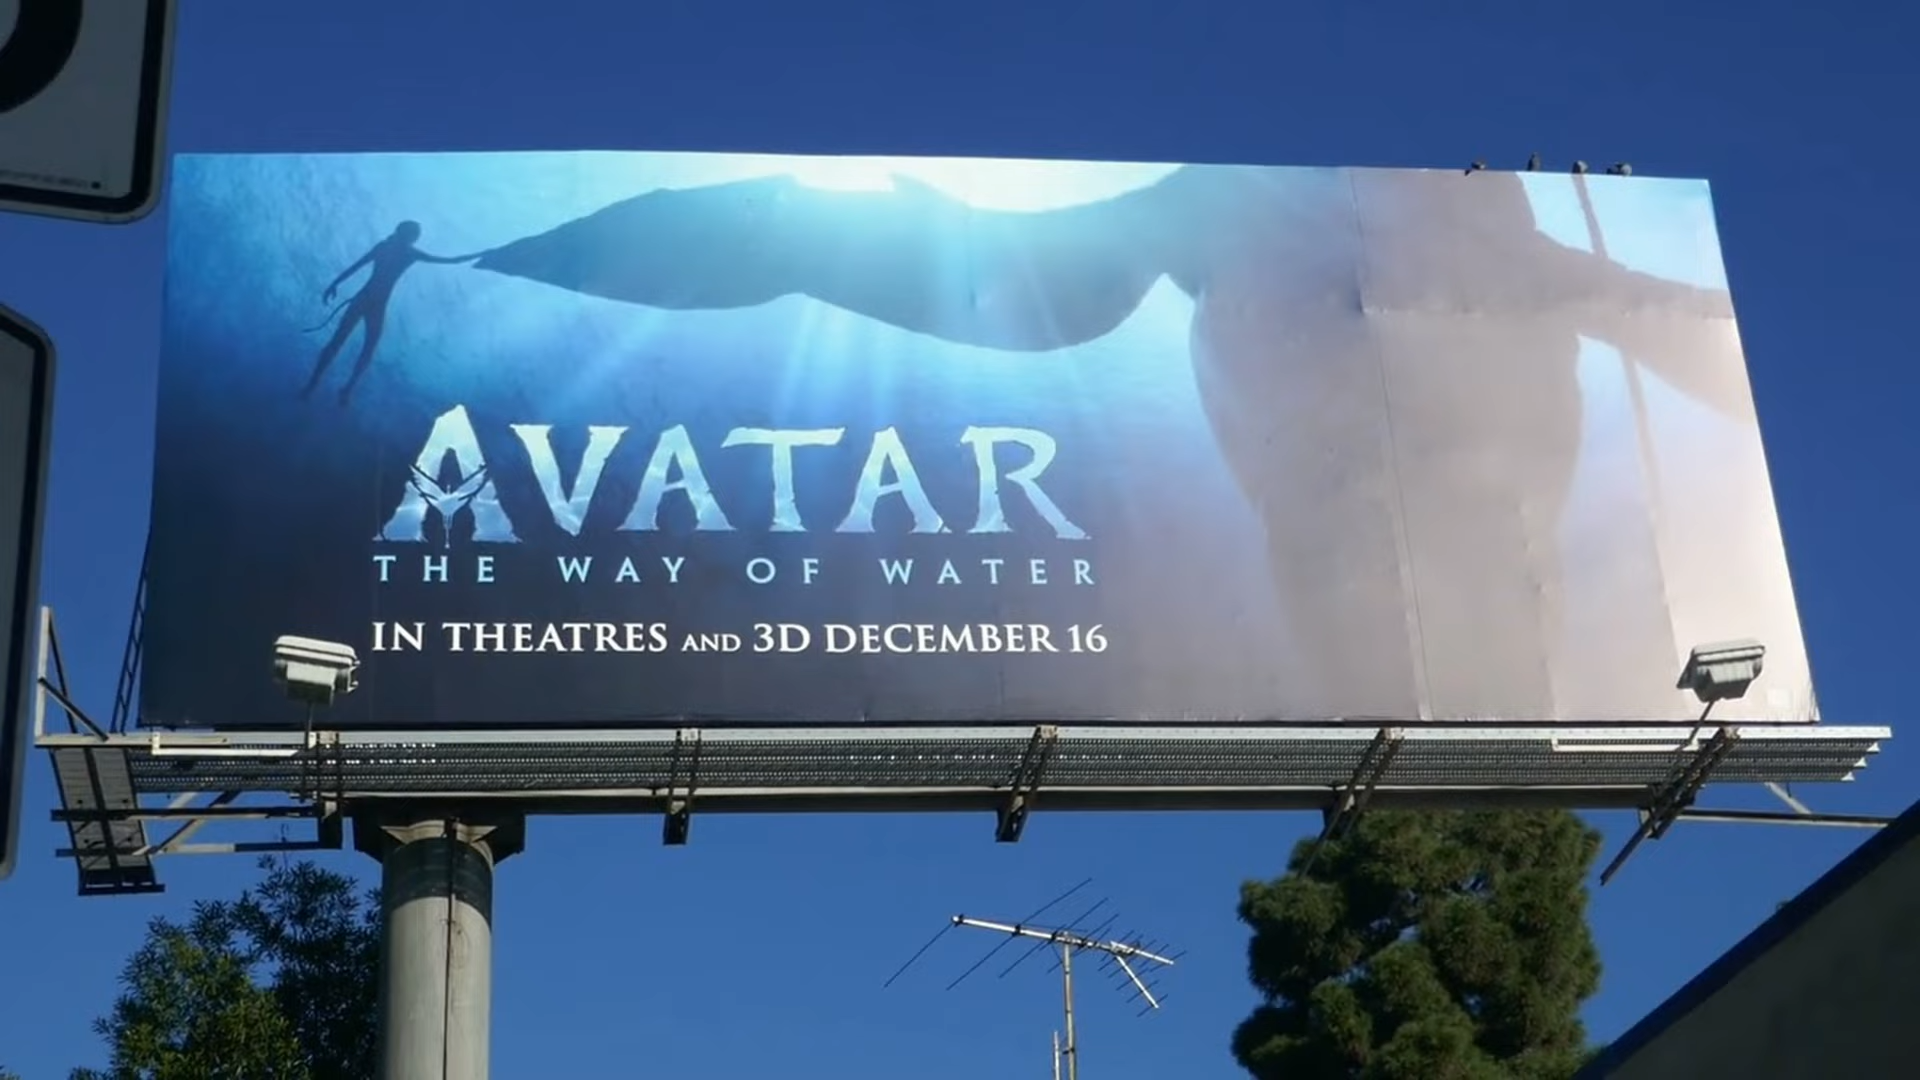 AVATAR
THE WAY OF WATER
IN THEATRES AND 3D DECEMBER 16